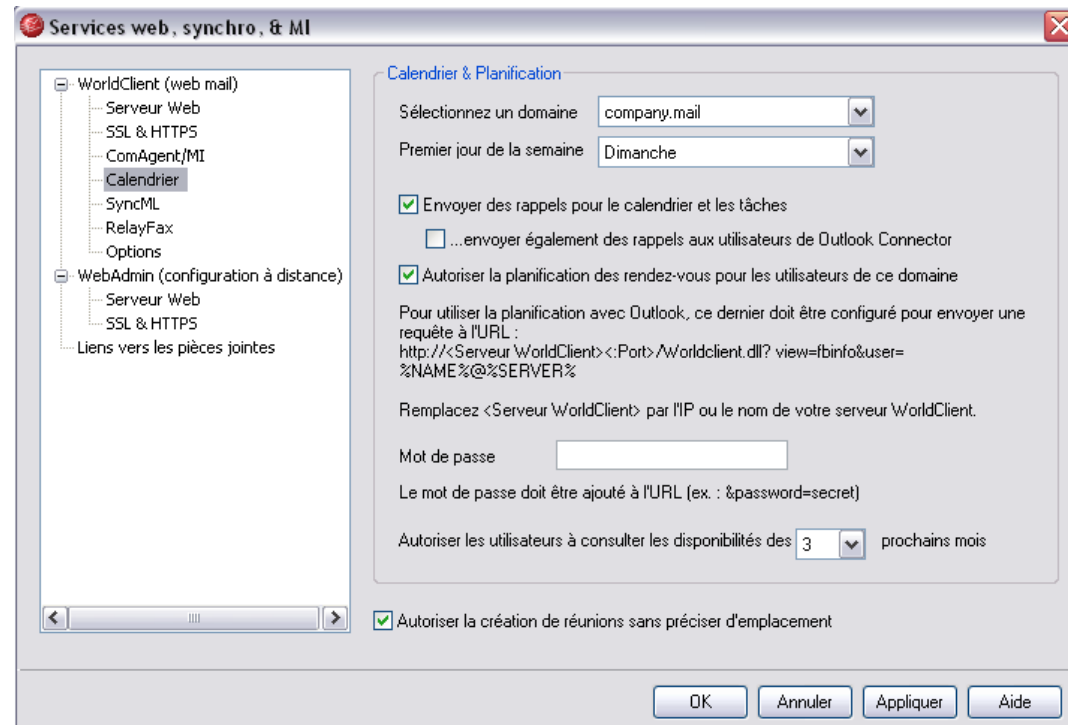 Services web, synchro, & MI
WorldClient (web mail)
Serveur Web
SSL & HTTPS
ComAgent/MI
Calendrier
SyncML
RelayFax
Options
WebAdmin (configuration à distance)
Serveur Web
SSL & HTTPS
Liens vers les pièces jointes
Calendrier & Planification
Sélectionnez un domaine company.mail
Premier jour de la semaine Dimanche
Envoyer des rappels pour le calendrier et les tâches
...envoyer également des rappels aux utilisateurs de Outlook Connector
Autoriser la planification des rendez-vous pour les utilisateurs de ce domaine
Pour utiliser la planification avec Outlook, ce dernier doit être configuré pour envoyer une
requête à l'URL :
http://<Serveur WorldClient><:Port>/Worldclient.dll? view=fbinfo&user=
%NAME%@%SERVER%
Remplacez <Serveur WorldClient> par l'IP ou le nom de votre serveur WorldClient.
Mot de passe
Le mot de passe doit être ajouté à l'URL (ex. : &password=secret)
Autoriser les utilisateurs à consulter les disponibilités des 3 prochains mois
Autoriser la création de réunions sans préciser d'emplacement
OK Annuler Appliquer Aide